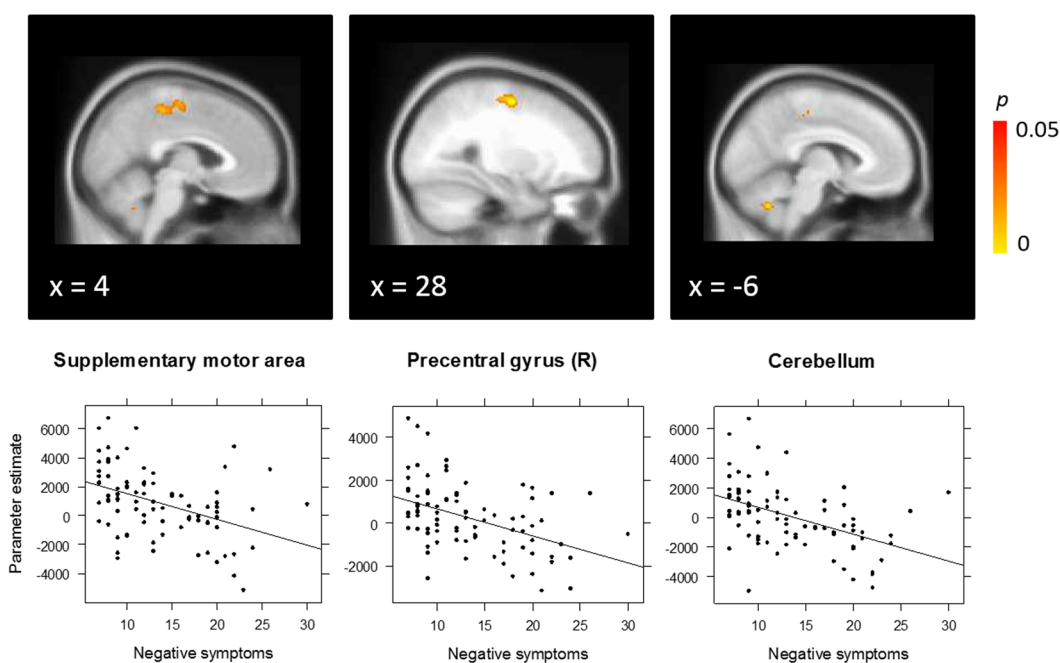 x = 4
x = 28
x = -6
p
0.05
0
Supplementary motor area
Precentral gyrus (R)
Cerebellum
Parameter estimate
6000
4000
2000
0
-2000
-4000
10 15 20 25 30
Negative symptoms
4000
2000
0
-2000
10 15 20 25 30
Negative symptoms
6000
4000
2000
0
-2000
-4000
10 15 20 25 30
Negative symptoms